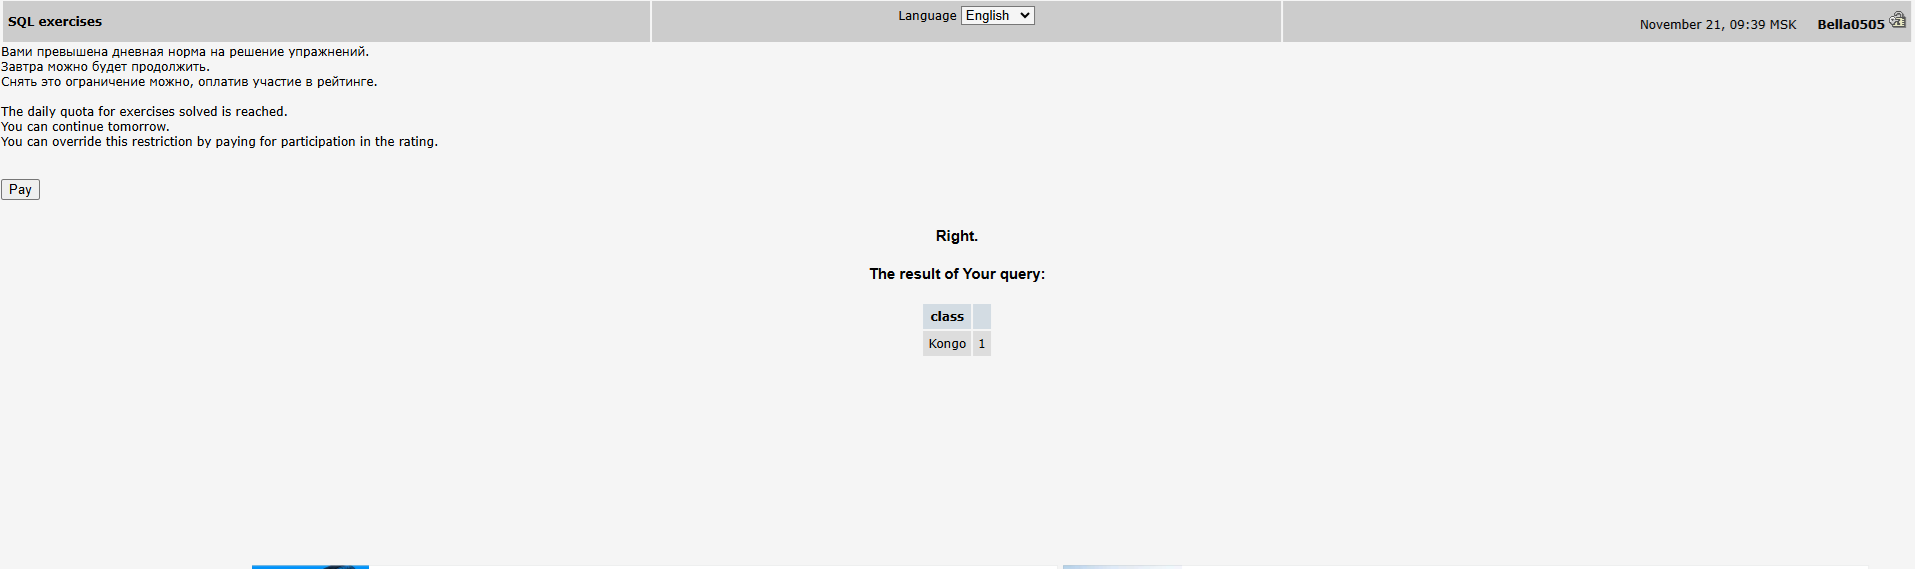 SQL exercises
Language English
November 21, 09:39 MSK Bella0505
Вами превышена дневная норма на решение упражнений.
Завтра можно будет продолжить.
Снять это ограничение можно, оплатив участие в рейтинге.
The daily quota for exercises solved is reached.
You can continue tomorrow.
You can override this restriction by paying for participation in the rating.
Pay
Right.
The result of Your query:
class
Kongo 1